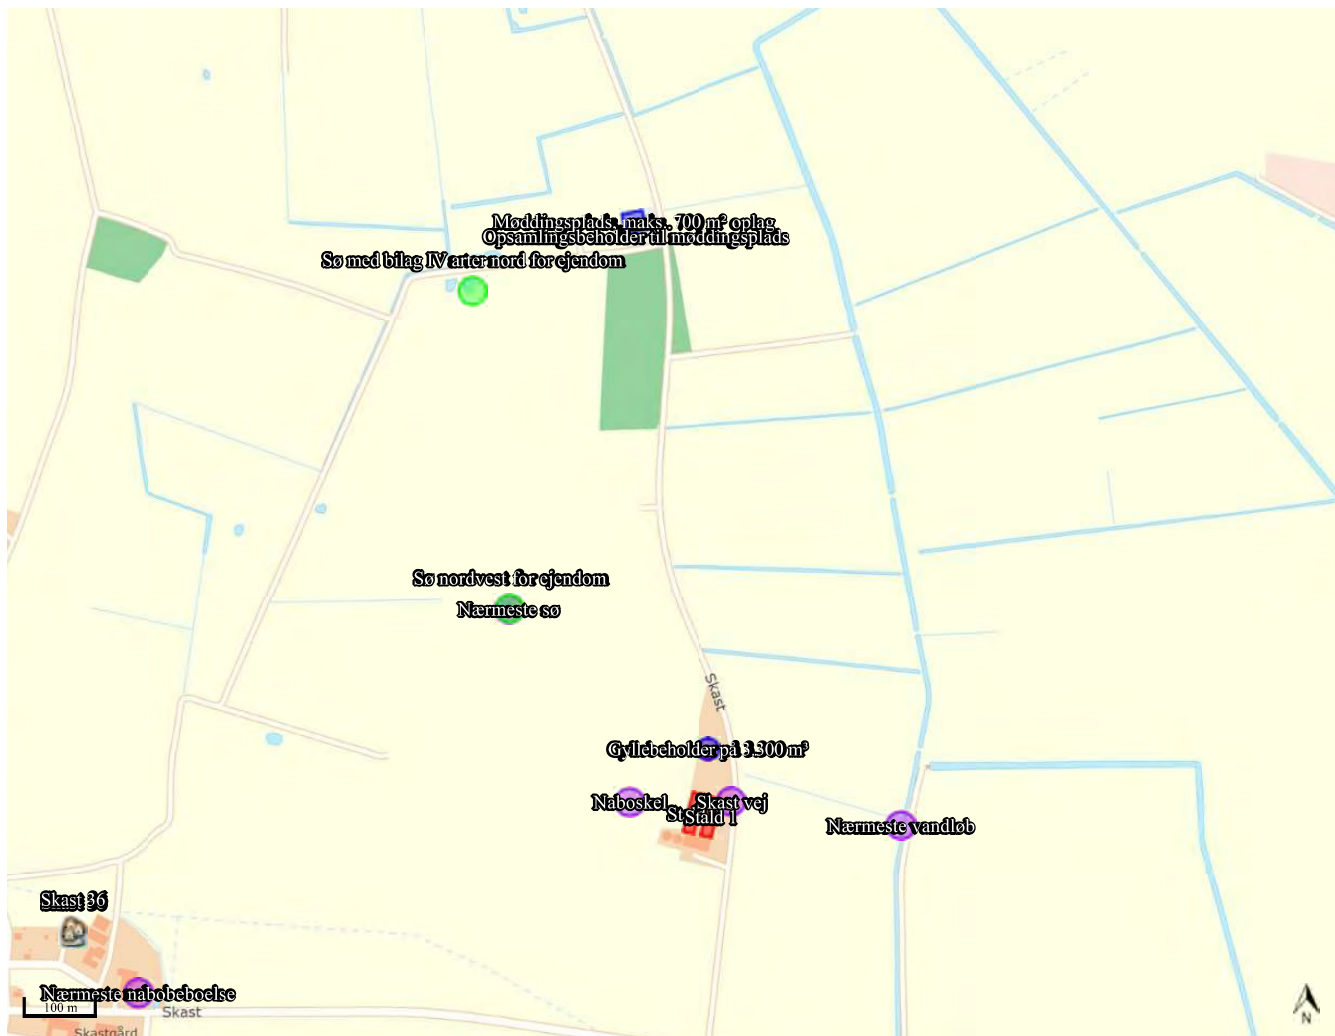 Møddingsplads, maks. 700 m² oplag
Opsamlingsbeholder til møddingsplads
Sø med bilag IV arter nord for ejendom
Sø nordvest for ejendom
Nærmeste sø
Skast
Gyllebeholder på 3.300 m³
Naboskel
Skast vej
Stald 1
Nærmeste vandløb
Skast 36
Nærmeste nabobeboelse
100 m
Skast
Skastgård
N